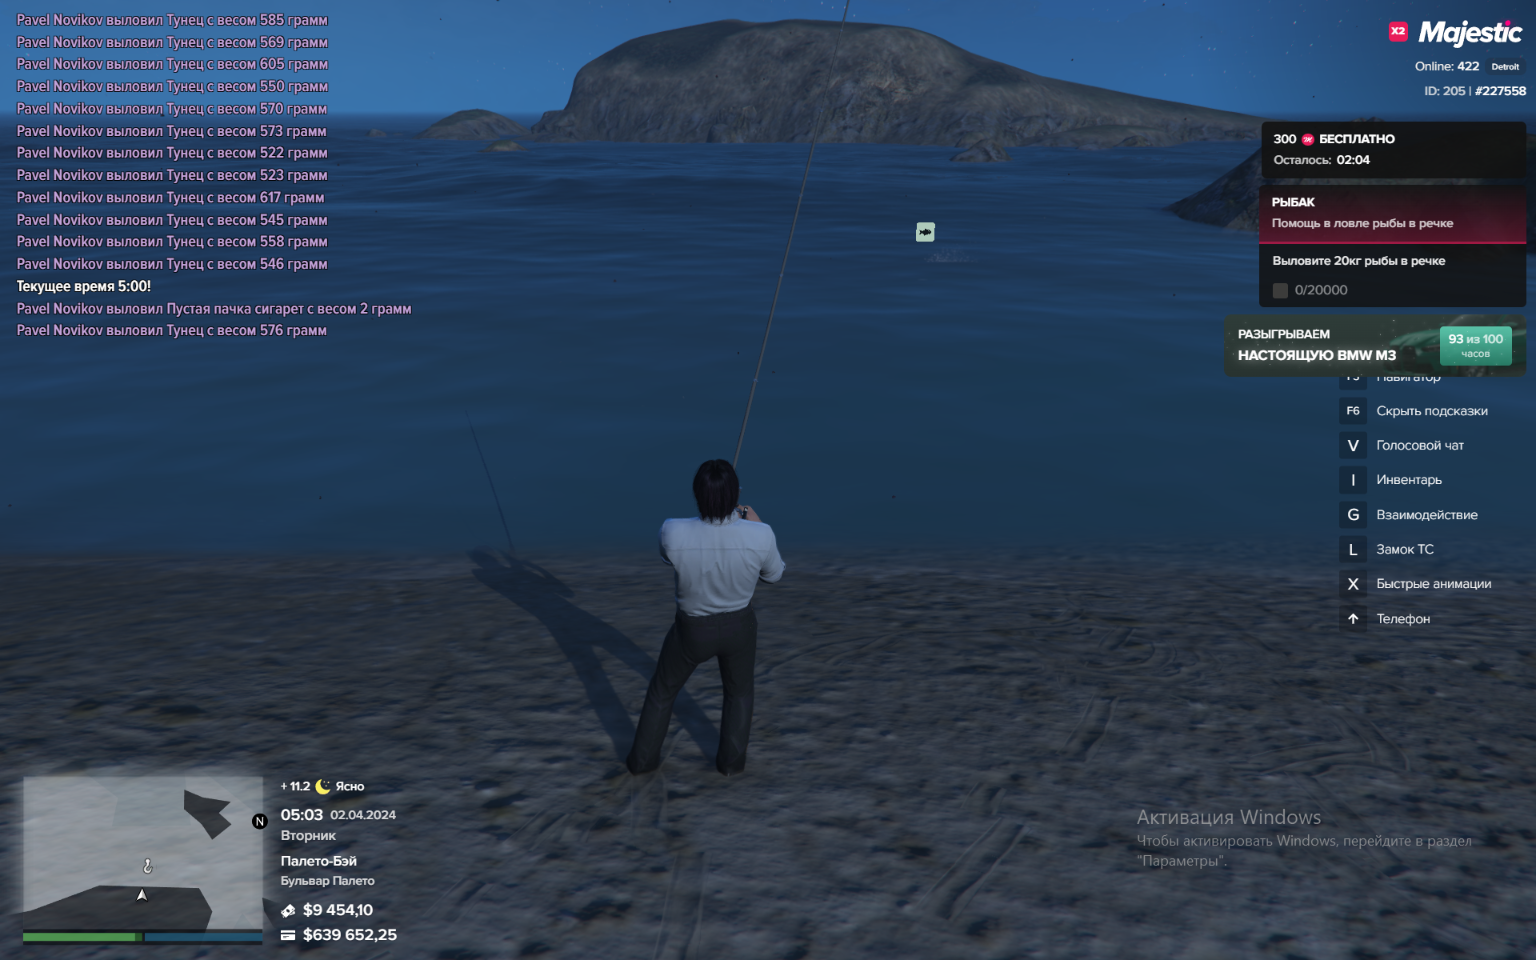 Pavel Novikov выловил Тунец с весом 585 грамм
Pavel Novikov выловил Тунец с весом 569 грамм
Pavel Novikov выловил Тунец с весом 605 грамм
Pavel Novikov выловил Тунец с весом 550 грамм
Pavel Novikov выловил Тунец с весом 570 грамм
Pavel Novikov выловил Тунец с весом 573 грамм
Pavel Novikov выловил Тунец с весом 522 грамм
Pavel Novikov выловил Тунец с весом 523 грамм
Pavel Novikov выловил Тунец с весом 617 грамм
Pavel Novikov выловил Тунец с весом 545 грамм
Pavel Novikov выловил Тунец с весом 558 грамм
Pavel Novikov выловил Тунец с весом 546 грамм
Текущее время 5:00!
Pavel Novikov выловил Пустая пачка сигарет с весом 2 грамм
Pavel Novikov выловил Тунец с весом 576 грамм
X2 Majestic
Online: 422 Detroit
ID: 205 | #227558
300 БЕСПЛАТНО
Осталось: 02:04
РЫБАК
Помощь в ловле рыбы в речке
Выловите 20кг рыбы в речке
0/20000
РАЗЫГРЫВАЕМ
НАСТОЯЩУЮ BMW M3
93 из 100
часов
Навигатор
F6 Скрыть подсказки
V Голосовой чат
I Инвентарь
G Взаимодействие
L Замок ТС
X Быстрые анимации
Телефон
N
+ 11.2 Ясно
05:03 02.04.2024
Вторник
Палето-Бэй
Бульвар Палето
$9 454,10
$639 652,25
Активация Windows
Чтобы активировать Windows, перейдите в раздел
"Параметры".